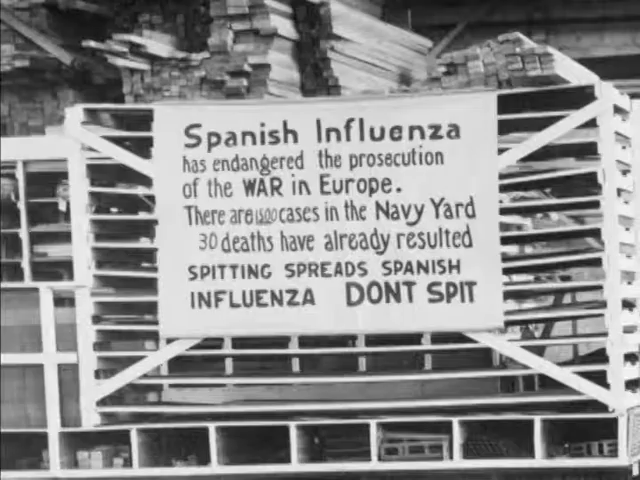 Spanish Influenza
has endangered the prosecution
of the WAR in Europe.
There are 1500 cases in the Navy Yard
30 deaths have already resulted
SPITTING SPREADS SPANISH
INFLUENZA DONT SPIT